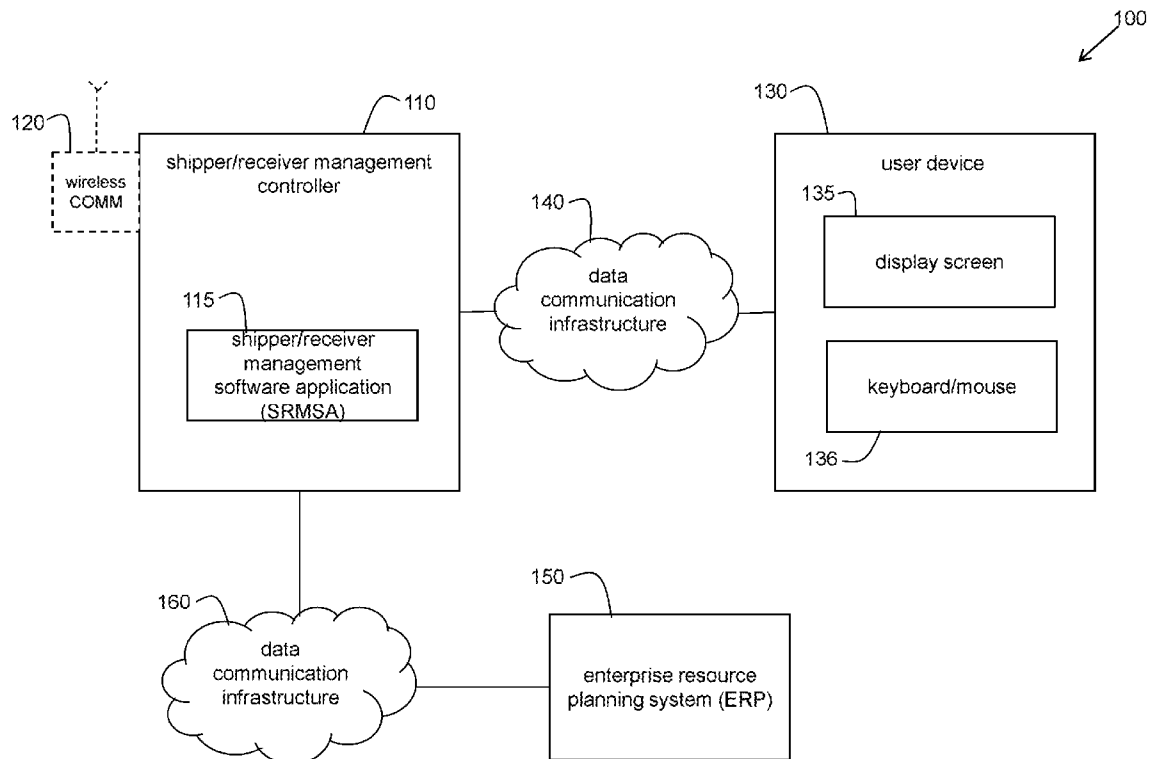 100
120
110
130
wireless
COMM
shipper/receiver management
controller
user device
140
135
data
communication
infrastructure
display screen
115
shipper/receiver
management
software application
(SRMSA)
keyboard/mouse
136
160
150
data
communication
infrastructure
enterprise resource
planning system (ERP)